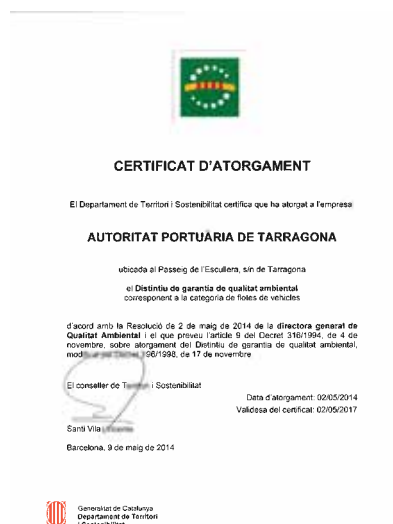 CERTIFICAT D'ATORGAMENT
El Departament de Territori i Sostenibilitat certifica que ha atorgat a l'empresa
AUTORITAT PORTUÀRIA DE TARRAGONA
ubicada al Passeig de l'Escullera, s/n de Tarragona
el Distintiu de garantia de qualitat ambiental
corresponent a la categoria de flotes de vehicles
d'acord amb la Resolució de 2 de maig de 2014 de la directora general de
Qualitat Ambiental i el que preveu l'article 9 del Decret 316/1994, de 4 de
novembre, sobre atorgament del Distintiu de garantia de qualitat ambiental,
296/1998, de 17 de novembre
El conseller de i Sostenibilitat
Data d'atorgament: 02/05/2014
Validesa del certificat: 02/05/2017
Santi Vila
Barcelona, 9 de maig de 2014
Generalitat de Catalunya
Departament de Territori
i Sostenibilitat